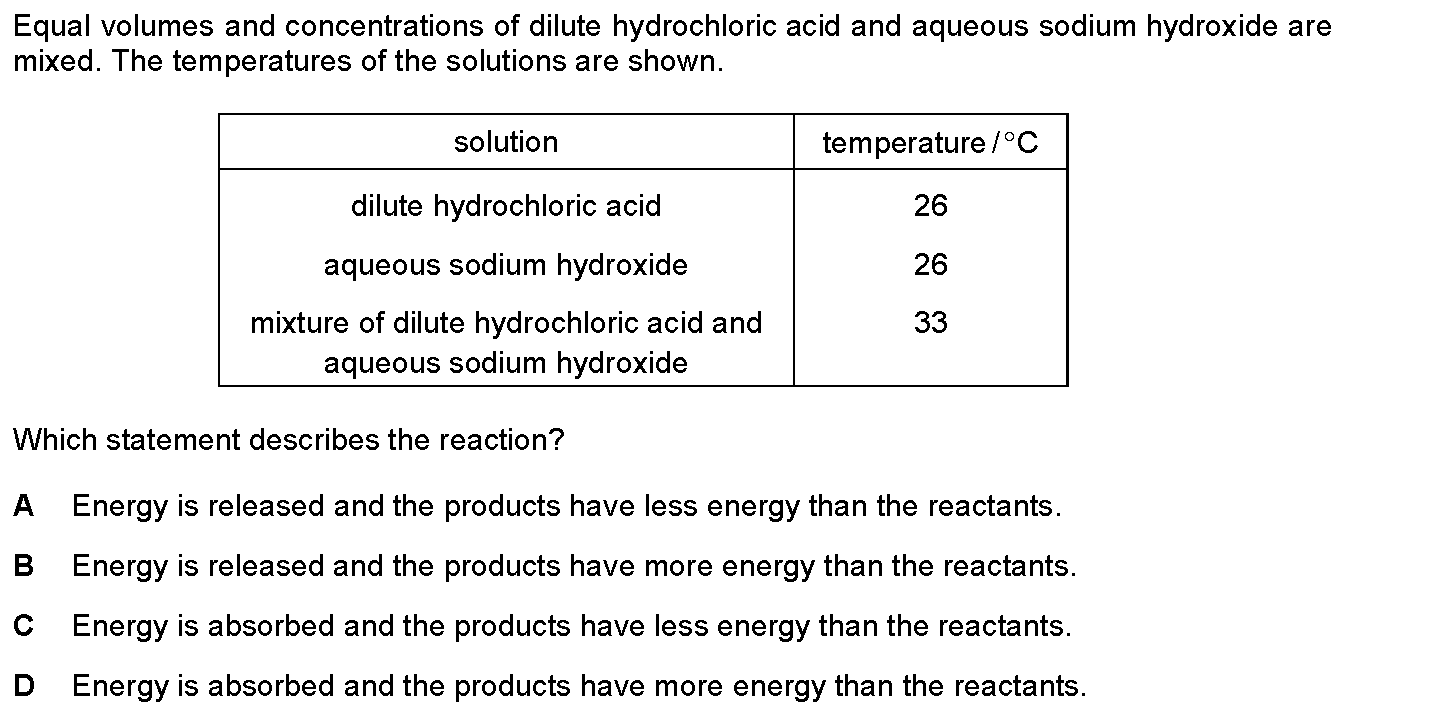 Equal volumes and concentrations of dilute hydrochloric acid and aqueous sodium hydroxide are
mixed. The temperatures of the solutions are shown.
solution temperature / °C
dilute hydrochloric acid 26
aqueous sodium hydroxide 26
mixture of dilute hydrochloric acid and 33
aqueous sodium hydroxide
Which statement describes the reaction?
A Energy is released and the products have less energy than the reactants.
B Energy is released and the products have more energy than the reactants.
C Energy is absorbed and the products have less energy than the reactants.
D Energy is absorbed and the products have more energy than the reactants.